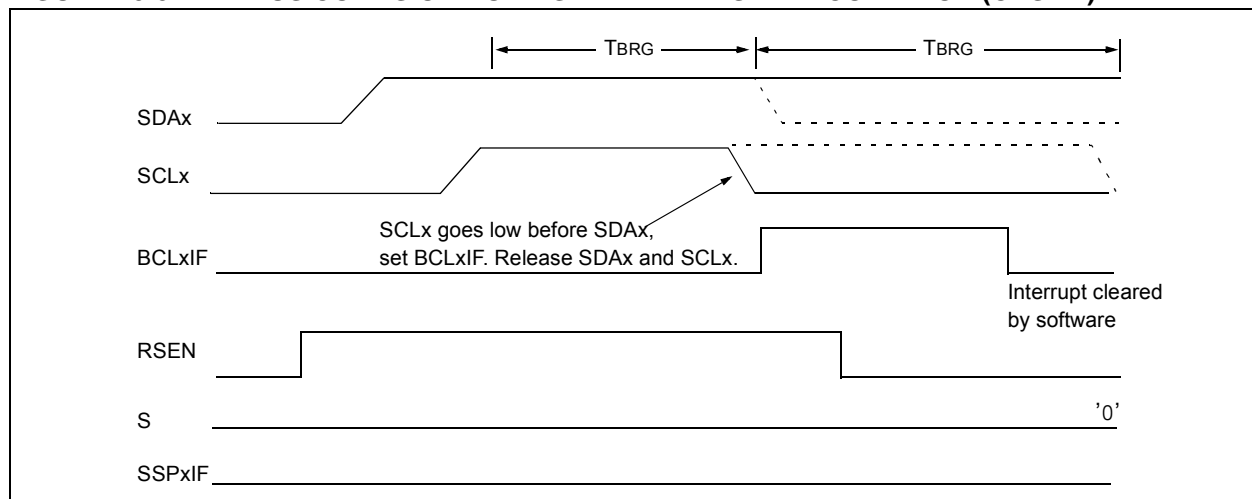 TBRG TBRG
SDAx
SCLx
SCLx goes low before SDAx,
set BCLxIF. Release SDAx and SCLx.
BCLxIF
Interrupt cleared
by software
RSEN
S '0'
SSPxIF